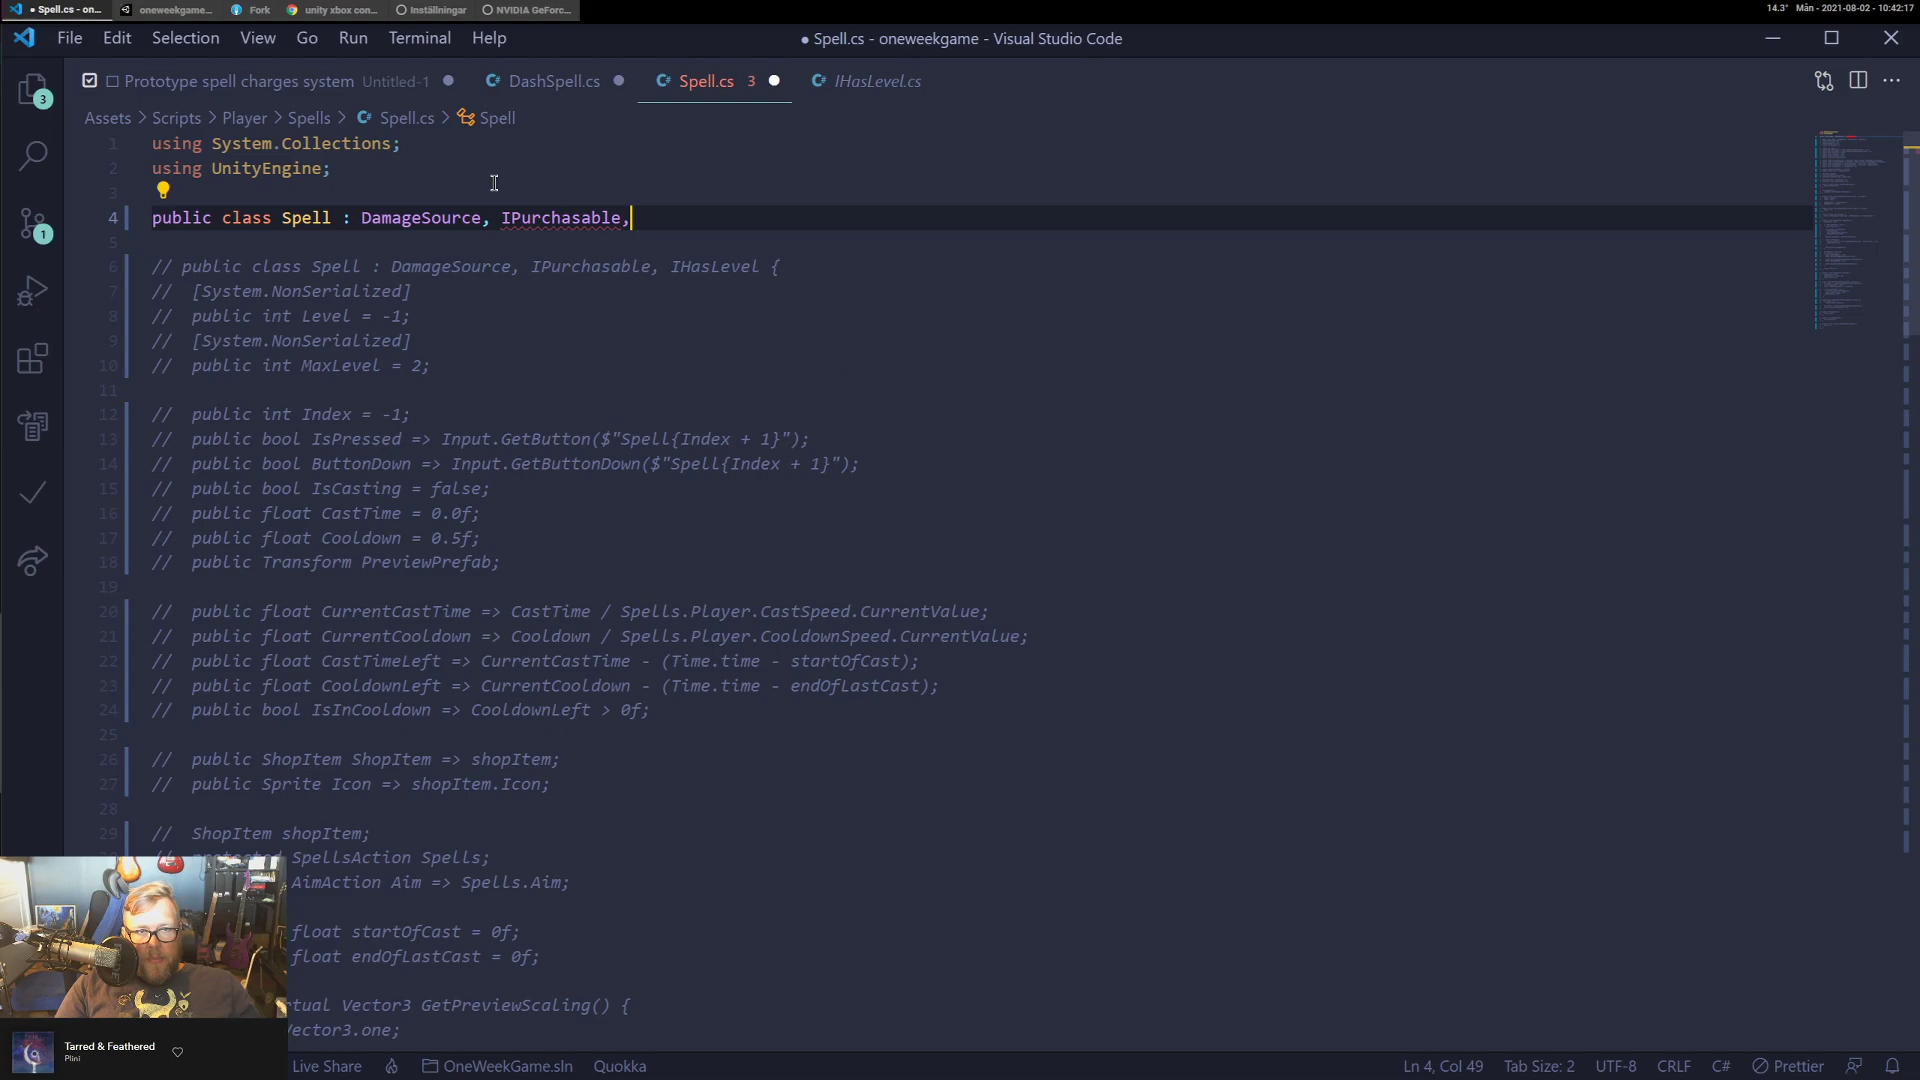 Spell.cs - on...
oneweekgame...
Fork
unity xbox con...
Inställningar
NVIDIA GeForc...
14.3° Mån - 2021-08-02 - 10:42:17
File Edit Selection View Go Run Terminal Help
● Spell.cs - oneweekgame - Visual Studio Code
Prototype spell charges system Untitled-1
DashSpell.cs
Spell.cs 3
IHasLevel.cs
Assets > Scripts > Player > Spells > Spell.cs > Spell
1 using System.Collections;
2 using UnityEngine;
3
4 public class Spell : DamageSource, IPurchasable,
5
6 // public class Spell : DamageSource, IPurchasable, IHasLevel {
7 // [System.NonSerialized]
8 // public int Level = -1;
9 // [System.NonSerialized]
10 // public int MaxLevel = 2;
11
12 // public int Index = -1;
13 // public bool IsPressed => Input.GetButton($"Spell{Index + 1}");
14 // public bool ButtonDown => Input.GetButtonDown($"Spell{Index + 1}");
15 // public bool IsCasting = false;
16 // public float CastTime = 0.0f;
17 // public float Cooldown = 0.5f;
18 // public Transform PreviewPrefab;
19
20 // public float CurrentCastTime => CastTime / Spells.Player.CastSpeed.CurrentValue;
21 // public float CurrentCooldown => Cooldown / Spells.Player.CooldownSpeed.CurrentValue;
22 // public float CastTimeLeft => CurrentCastTime - (Time.time - startOfCast);
23 // public float CooldownLeft => CurrentCooldown - (Time.time - endOfLastCast);
24 // public bool IsInCooldown => CooldownLeft > 0f;
25
26 // public ShopItem ShopItem => shopItem;
27 // public Sprite Icon => shopItem.Icon;
28
29 // ShopItem shopItem;
SpellsAction Spells;
AimAction Aim => Spells.Aim;
float startOfCast = 0f;
float endOfLastCast = 0f;
tual Vector3 GetPreviewScaling() {
Vector3.one;
3
1
Tarred & Feathered
Plini
Live Share
OneWeekGame.sln
Quokka
Ln 4, Col 49 Tab Size: 2 UTF-8 CRLF C# Prettier